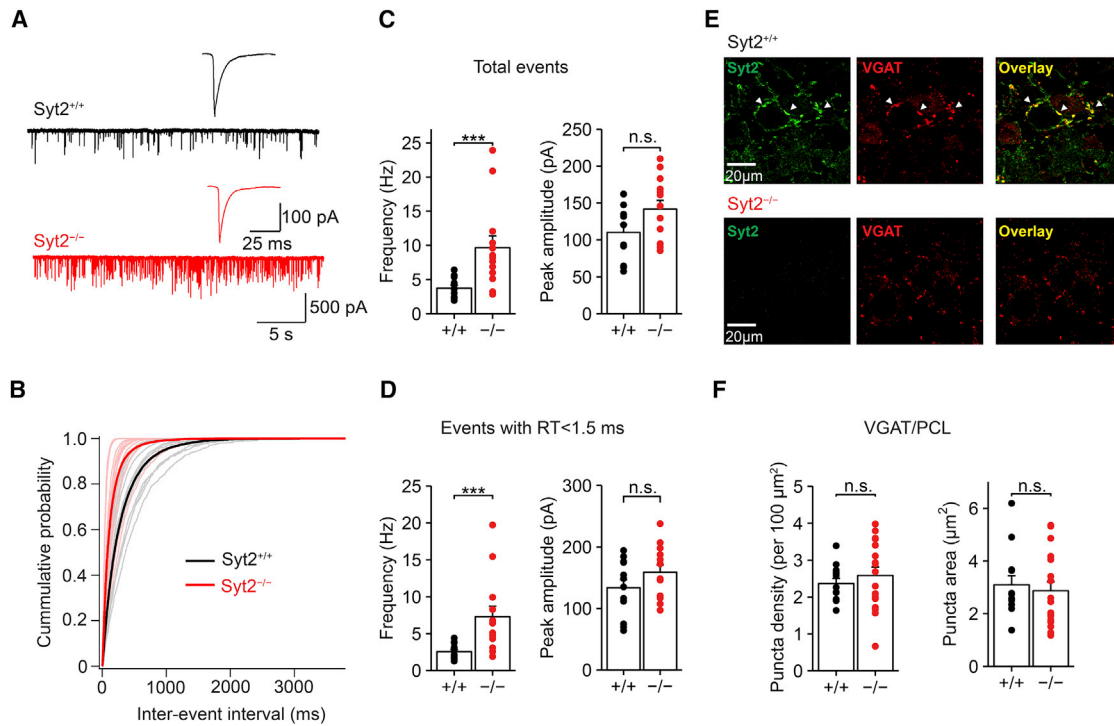 A
Syt2+/+
Syt2−/−
100 pA
25 ms
500 pA
5 s
B
Cummulative probability
1.0
0.8
0.6
0.4
0.2
0
Syt2+/+
Syt2−/−
0 1000 2000 3000
Inter-event interval (ms)
C
Total events
Frequency (Hz)
25
20
15
10
5
0
***
+/+ −/−
Peak amplitude (pA)
250
200
150
100
50
0
n.s.
+/+ −/−
D
Events with RT<1.5 ms
Frequency (Hz)
25
20
15
10
5
0
***
+/+ −/−
Peak amplitude (pA)
300
200
100
0
n.s.
+/+ −/−
E
Syt2+/+
Syt2 VGAT Overlay
20μm
Syt2−/−
Syt2 VGAT Overlay
20μm
F
VGAT/PCL
Puncta density (per 100 μm2)
5
4
3
2
1
0
n.s.
+/+ −/−
Puncta area (μm2)
6
4
2
0
n.s.
+/+ −/−